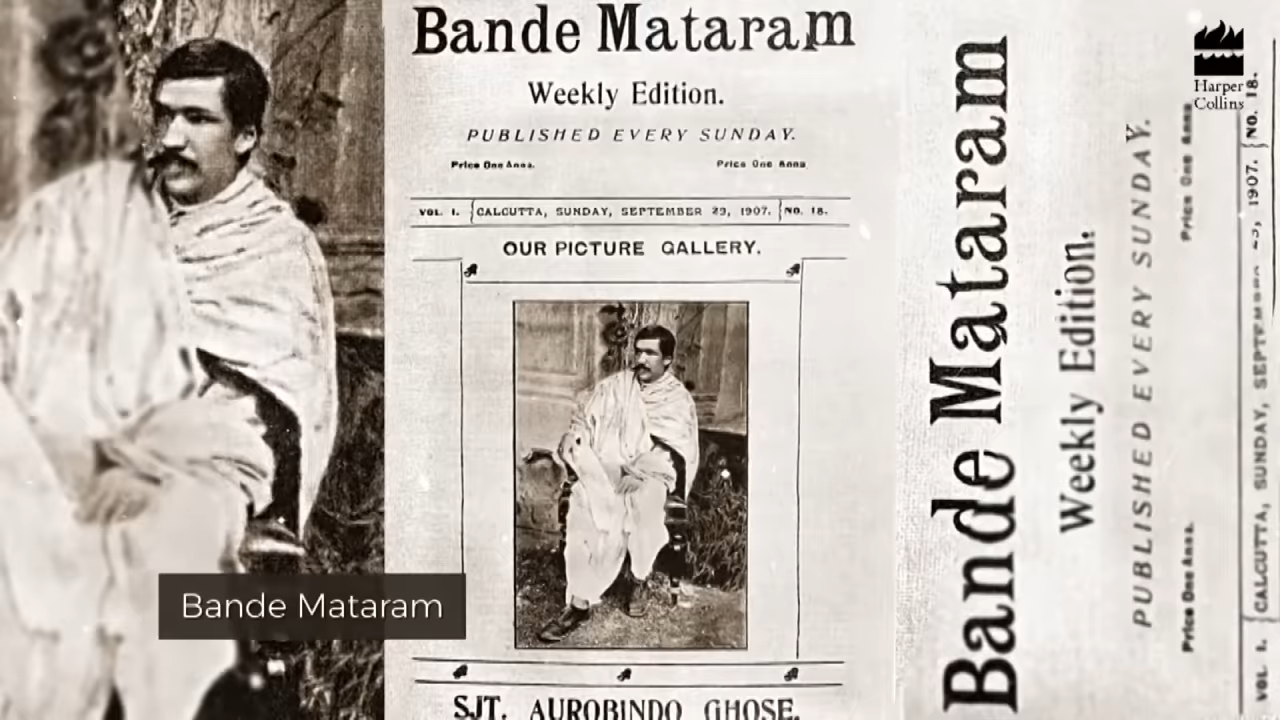 Bande Mataram
Weekly Edition.
PUBLISHED EVERY SUNDAY.
Price One Anna. Price One Anna
VOL. I. CALCUTTA, SUNDAY, SEPTEMBER 29, 1907. NO. 18.
OUR PICTURE GALLERY.
SJT. AUROBINDO GHOSE.
Bande Mataram
Bande Mataram
Weekly Edition.
PUBLISHED EVERY SUNDAY.
Price One Anna. Price One Anna
VOL. I. CALCUTTA, SUNDAY, 1907. NO. 18.
Harper
Collins